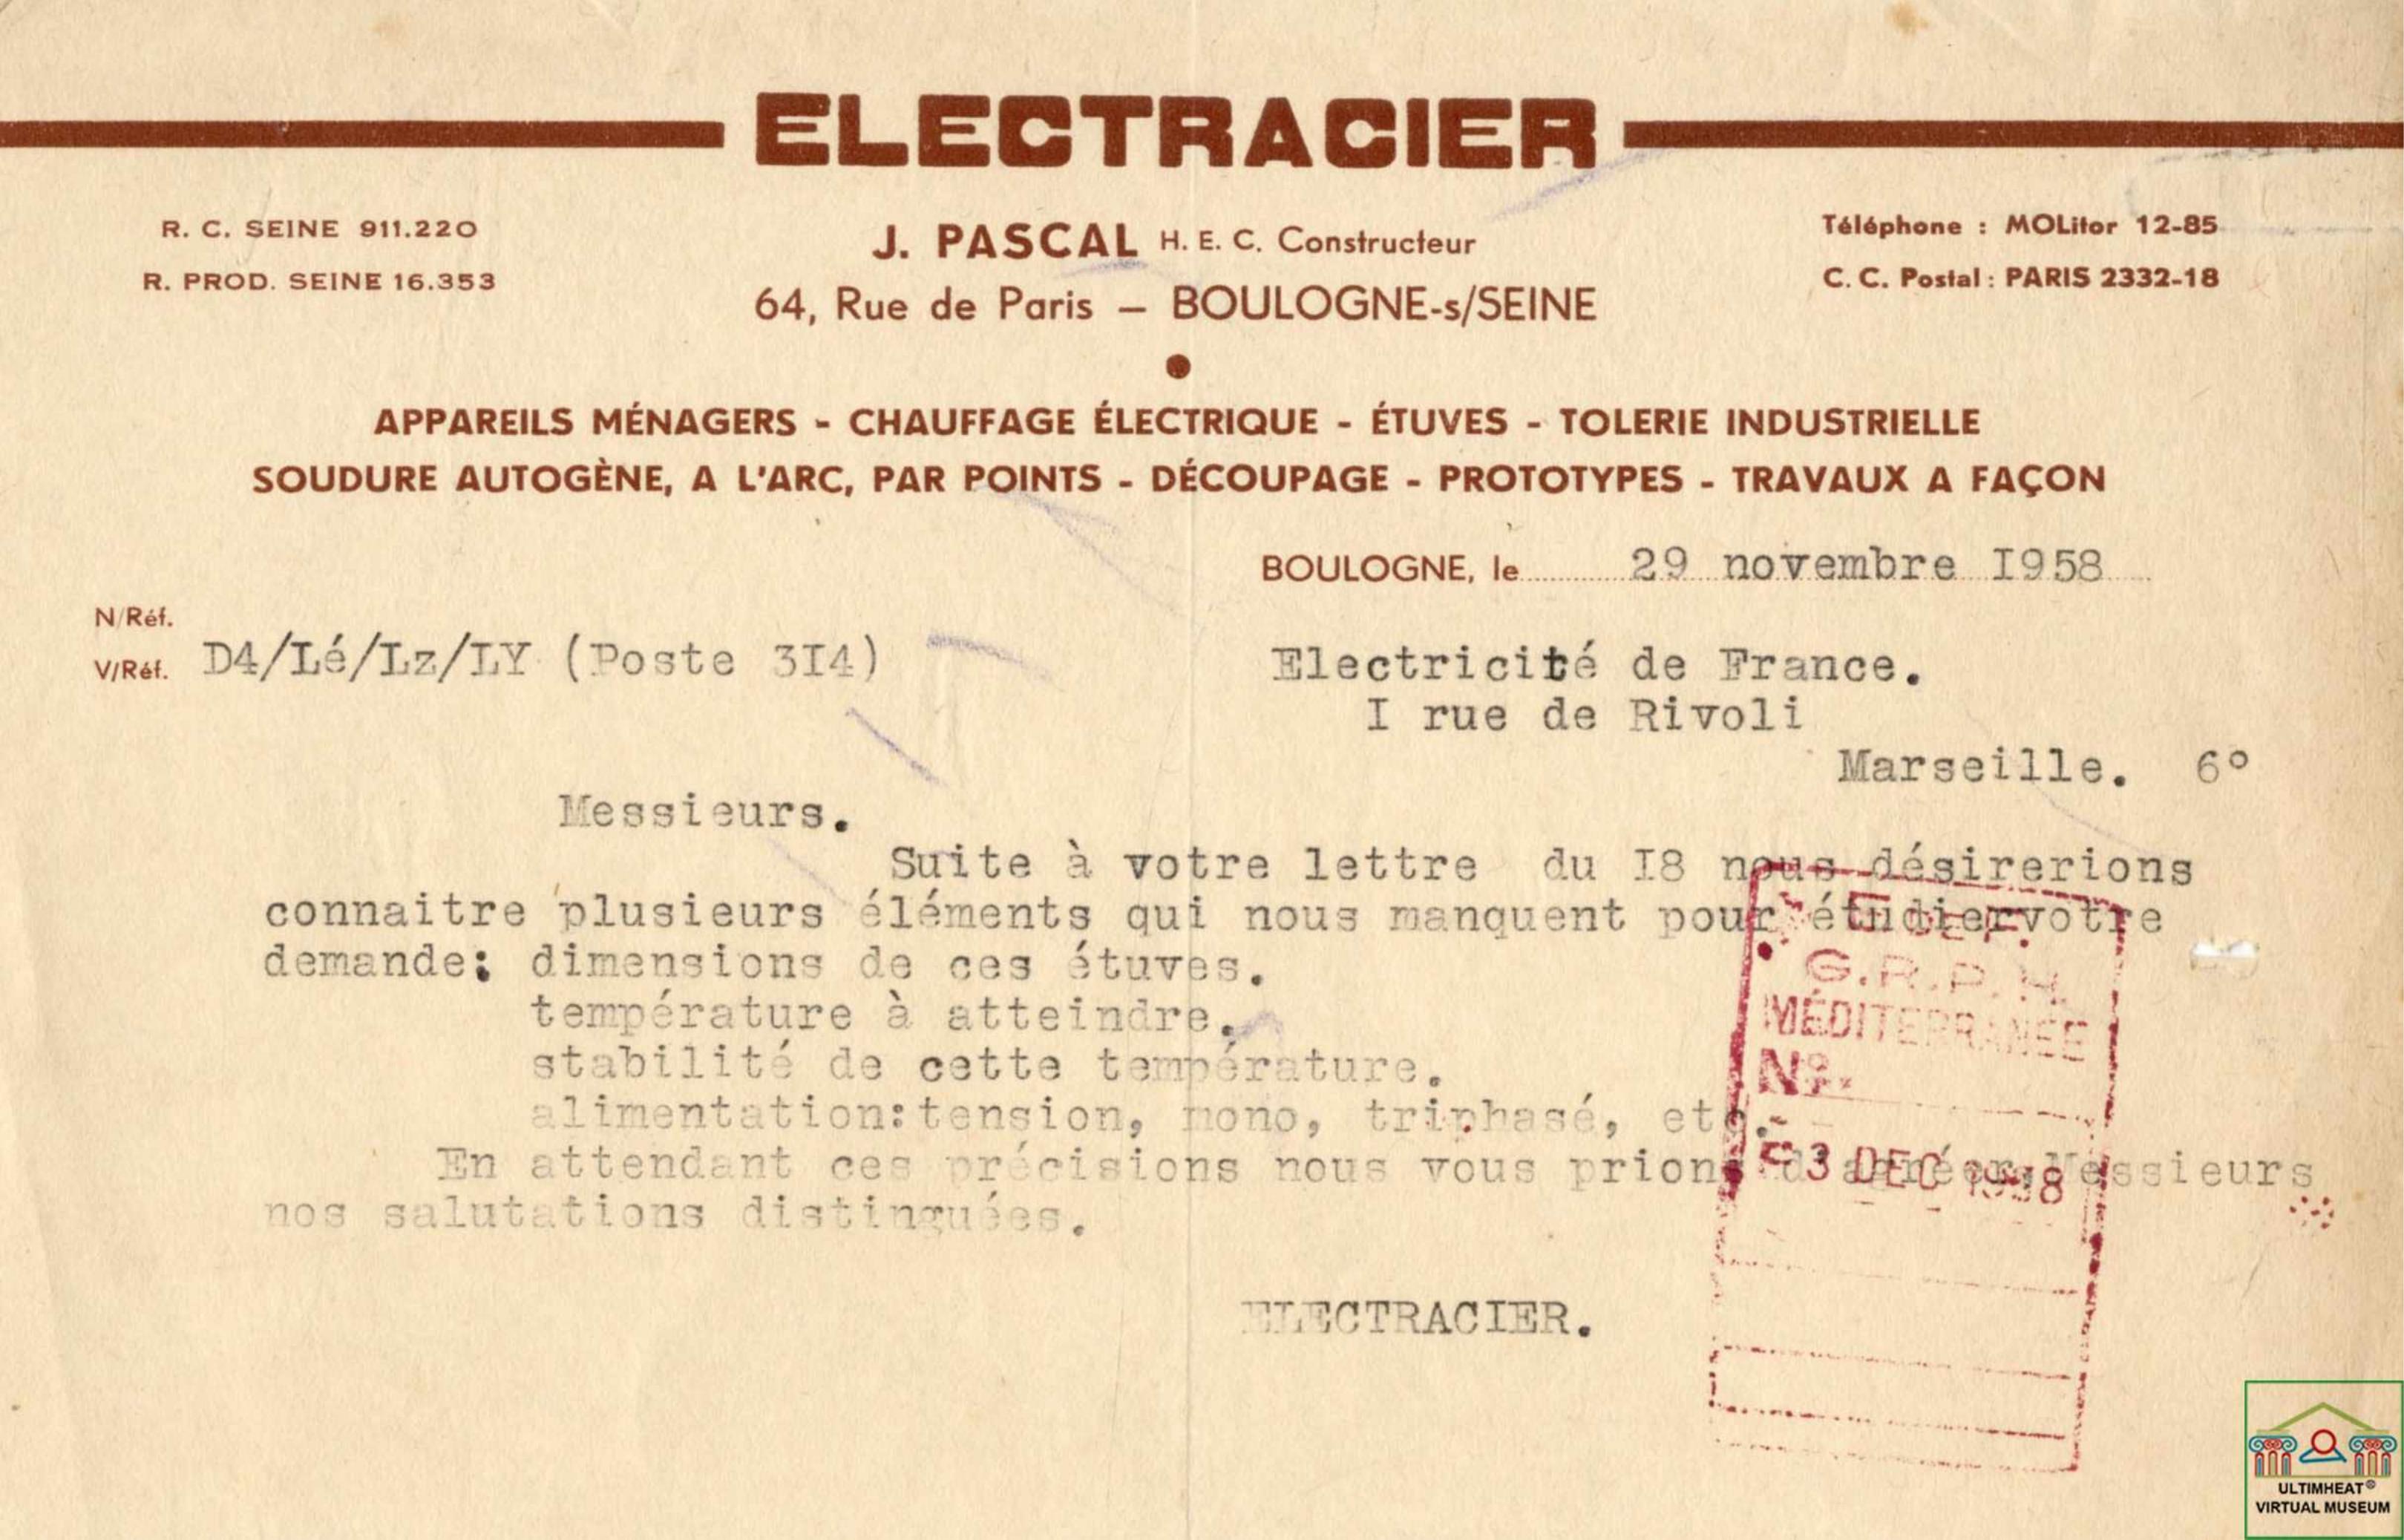 ELECTRACIER
R. C. SEINE 911.220
R. PROD. SEINE 16.353
J. PASCAL H. E. C. Constructeur
64, Rue de Paris – BOULOGNE-s/SEINE
Téléphone : MOLitor 12-85
C. C. Postal : PARIS 2332-18
APPAREILS MÉNAGERS - CHAUFFAGE ÉLECTRIQUE - ÉTUVES - TOLERIE INDUSTRIELLE
SOUDURE AUTOGÈNE, A L'ARC, PAR POINTS - DÉCOUPAGE - PROTOTYPES - TRAVAUX A FAÇON
BOULOGNE, le 29 novembre I958
N/Réf.
V/Réf. D4/Lé/Lz/LY (Poste 3I4)
Electricité de France.
I rue de Rivoli
Marseille. 6°
Messieurs.
Suite à votre lettre du I8 nous désirerions
connaitre plusieurs éléments qui nous manquent pour étudiervotre
demande: dimensions de ces étuves.
température à atteindre.
stabilité de cette température.
alimentation:tension, mono, triphasé, etc.
En attendant ces précisions nous vous prions d'agréer, Messieurs
nos salutations distinguées.
ELECTRACIER.
G.R.P.H.
MÉDITERRANÉE
No.
-3 DEC 1958
ULTIMHEAT®
VIRTUAL MUSEUM